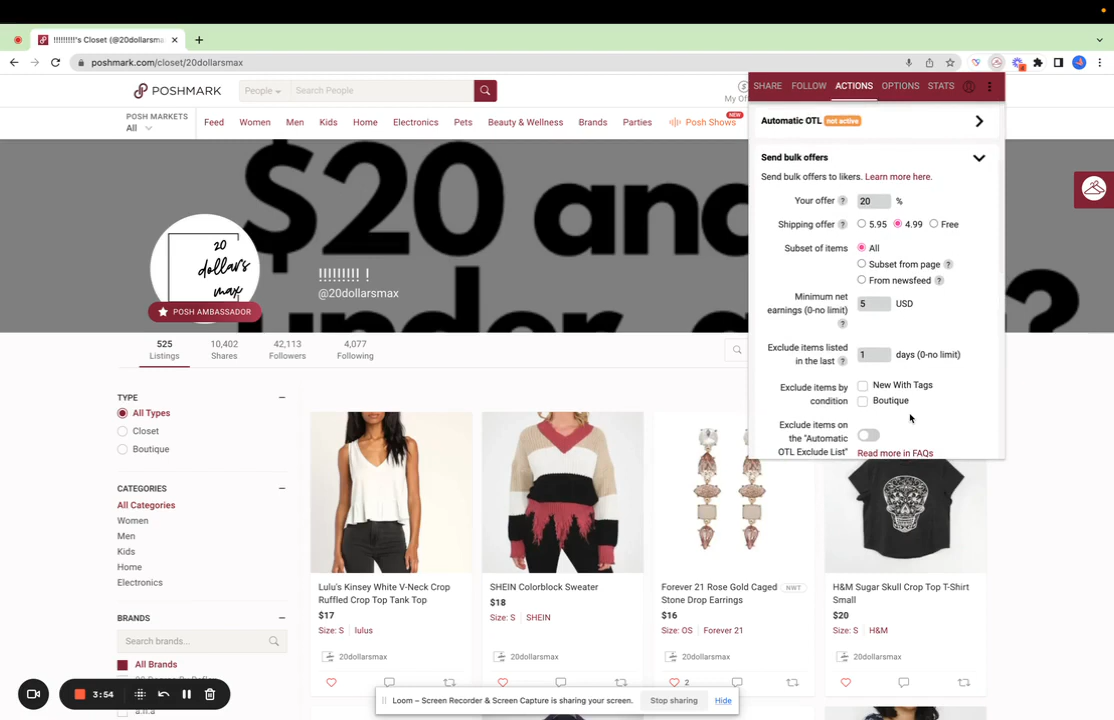 !!!!!!!!!'s Closet (@20dollarsma
poshmark.com/closet/20dollarsmax
POSHMARK
People
Search People
My Of
SHARE FOLLOW ACTIONS OPTIONS STATS
POSH MARKETS
All
Feed Women Men Kids Home Electronics Pets Beauty & Wellness Brands Parties Posh Shows NEW
Automatic OTL not active
Send bulk offers
Send bulk offers to likers. Learn more here.
Your offer ? 20 %
Shipping offer ? 5.95 4.99 Free
Subset of items All
Subset from page ?
From newsfeed ?
Minimum net
earnings (0-no limit) 5 USD
?
Exclude items listed
in the last ? 1 days (0-no limit)
Exclude items by
condition
New With Tags
Boutique
Exclude items on
the "Automatic
OTL Exclude List"
Read more in FAQs
$20 and
under
?
20
dollars
max
!!!!!!!!! !
@20dollarsmax
POSH AMBASSADOR
525 10,402 42,113 4,077
Listings Shares Followers Following
TYPE
All Types
Closet
Boutique
CATEGORIES
All Categories
Women
Men
Kids
Home
Electronics
BRANDS
Search brands...
All Brands
a.n.a
Lulu's Kinsey White V-Neck Crop
Ruffled Crop Top Tank Top
$17
Size: S lulus
20dollarsmax
SHEIN Colorblock Sweater
$18
Size: S SHEIN
20dollarsmax
Forever 21 Rose Gold Caged
Stone Drop Earrings
NWT
$16
Size: OS Forever 21
20dollarsmax
2
H&M Sugar Skull Crop Top T-Shirt
Small
$20
Size: S H&M
20dollarsmax
3:54
Loom – Screen Recorder & Screen Capture is sharing your screen. Stop sharing Hide